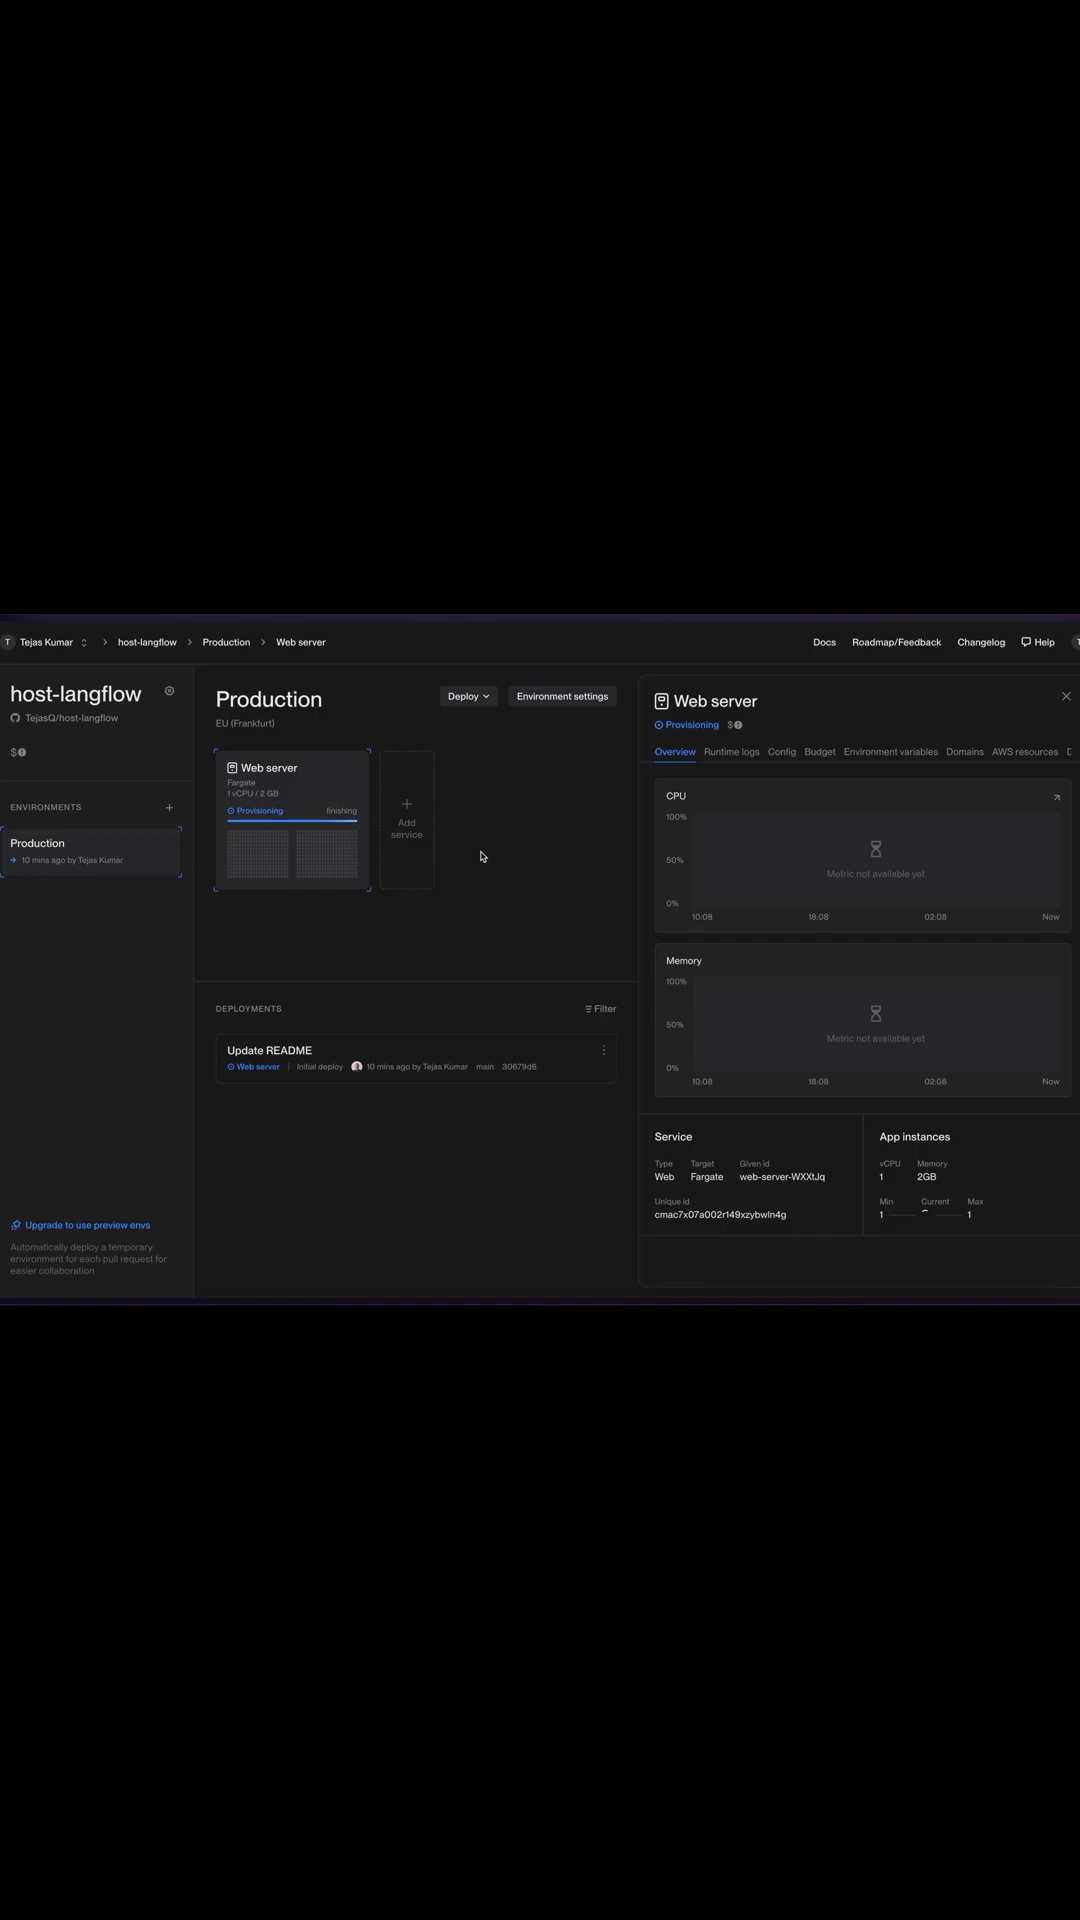 T Tejas Kumar > host-langflow > Production > Web server
Docs Roadmap/Feedback Changelog Help
host-langflow
TejasQ/host-langflow
$
ENVIRONMENTS +
Production
10 mins ago by Tejas Kumar
Upgrade to use preview envs
Automatically deploy a temporary
environment for each pull request for
easier collaboration
Production
EU (Frankfurt)
Deploy
Environment settings
Web server
Fargate
1 vCPU / 2 GB
Provisioning finishing
+
Add
service
DEPLOYMENTS
Filter
Update README
Web server | Initial deploy 10 mins ago by Tejas Kumar main 30679d6
Web server
Provisioning $
Overview Runtime logs Config Budget Environment variables Domains AWS resources
CPU
100%
50%
0%
Metric not available yet
10:08 18:08 02:08 Now
Memory
100%
50%
0%
Metric not available yet
10:08 18:08 02:08 Now
Service
Type Target Given id
Web Fargate web-server-WXXtJq
Unique id
cmac7x07a002r149xzybwln4g
App instances
vCPU Memory
1 2GB
Min Current Max
1 1